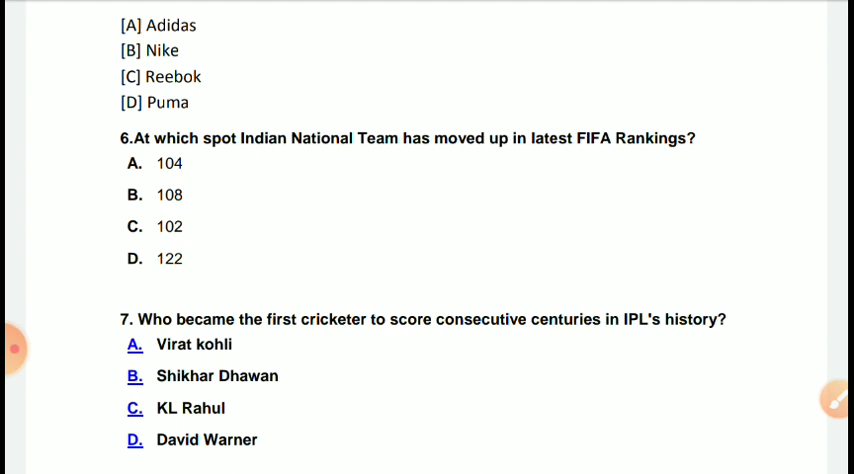 [A] Adidas
[B] Nike
[C] Reebok
[D] Puma
6.At which spot Indian National Team has moved up in latest FIFA Rankings?
A. 104
B. 108
C. 102
D. 122
7. Who became the first cricketer to score consecutive centuries in IPL's history?
A. Virat kohli
B. Shikhar Dhawan
C. KL Rahul
D. David Warner